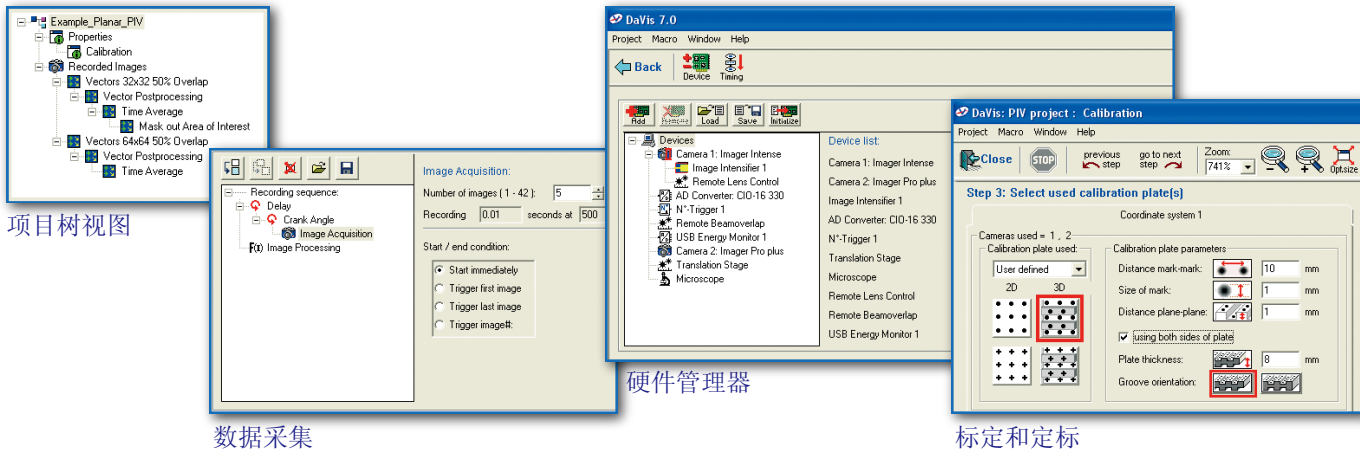 Example_Planar_PIV
Properties
Calibration
Recorded Images
Vectors 32x32 50% Overlap
Vector Postprocessing
Time Average
Mask out Area of Interest
Vectors 64x64 50% Overlap
Vector Postprocessing
Time Average
项目树视图
Recording sequence:
Delay
Crank Angle
Image Acquisition
F(x) Image Processing
Image Acquisition:
Number of images ( 1 - 42 ): 5
Recording 0.01 seconds at 500
Start / end condition:
Start immediately
Trigger first image
Trigger last image
Trigger image#:
数据采集
DaVis 7.0
Project Macro Window Help
Back Device Timing
Add Remove Load Save Initialize
Devices
Camera 1: Imager Intense
Image Intensifier 1
Remote Lens Control
AD Converter: CIO-16 330
N°-Trigger 1
Remote Beamoverlap
USB Energy Monitor 1
Camera 2: Imager Pro plus
Translation Stage
Microscope
Device list:
Camera 1: Imager Intense
Camera 2: Imager Pro plus
Image Intensifier 1
AD Converter: CIO-16 330
N°-Trigger 1
Translation Stage
Microscope
Remote Lens Control
Remote Beamoverlap
USB Energy Monitor 1
硬件管理器
DaVis: PIV project : Calibration
Project Macro Window Help
Close STOP previous step go to next step Zoom: 741% Opt.size
Step 3: Select used calibration plate(s)
Coordinate system 1
Cameras used = 1 , 2
Calibration plate used:
User defined
2D 3D
Calibration plate parameters
Distance mark-mark: 10 mm
Size of mark: 1 mm
Distance plane-plane: 1 mm
using both sides of plate
Plate thickness: 8 mm
Groove orientation:
标定和定标